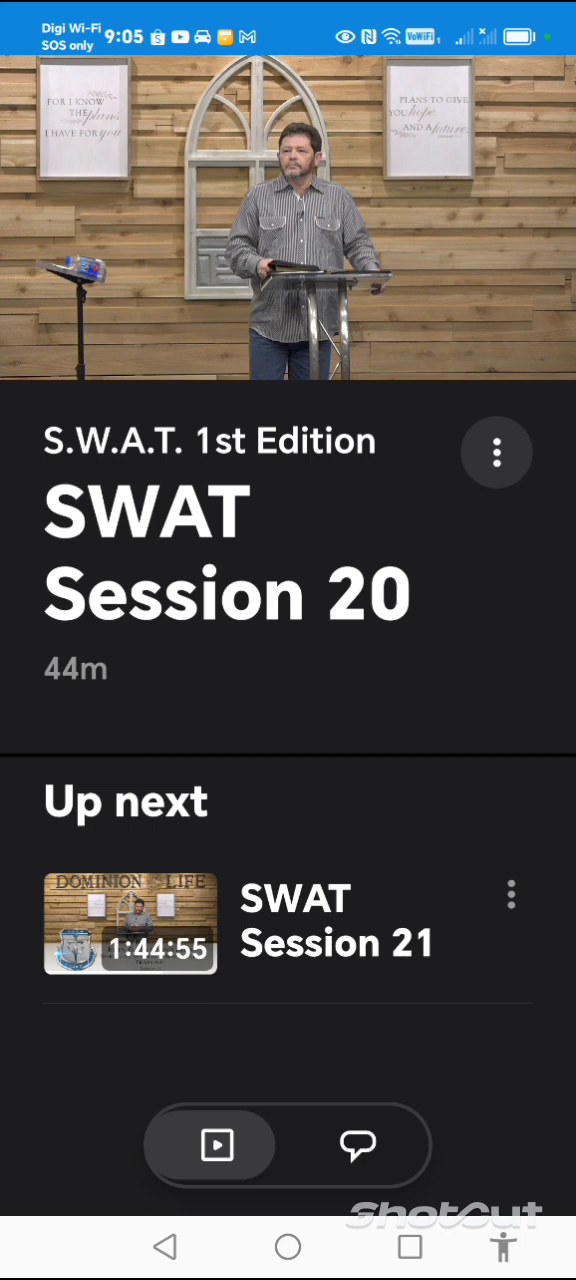 Digi Wi-Fi
SOS only
9:05
VoWiFi 1
FOR I KNOW
THE plans
I HAVE FOR you
PLANS TO GIVE
YOU hope
AND A future.
S.W.A.T. 1st Edition
SWAT
Session 20
44m
Up next
DOMINION LIFE
1:44:55
SWAT
Session 21
ShotCut